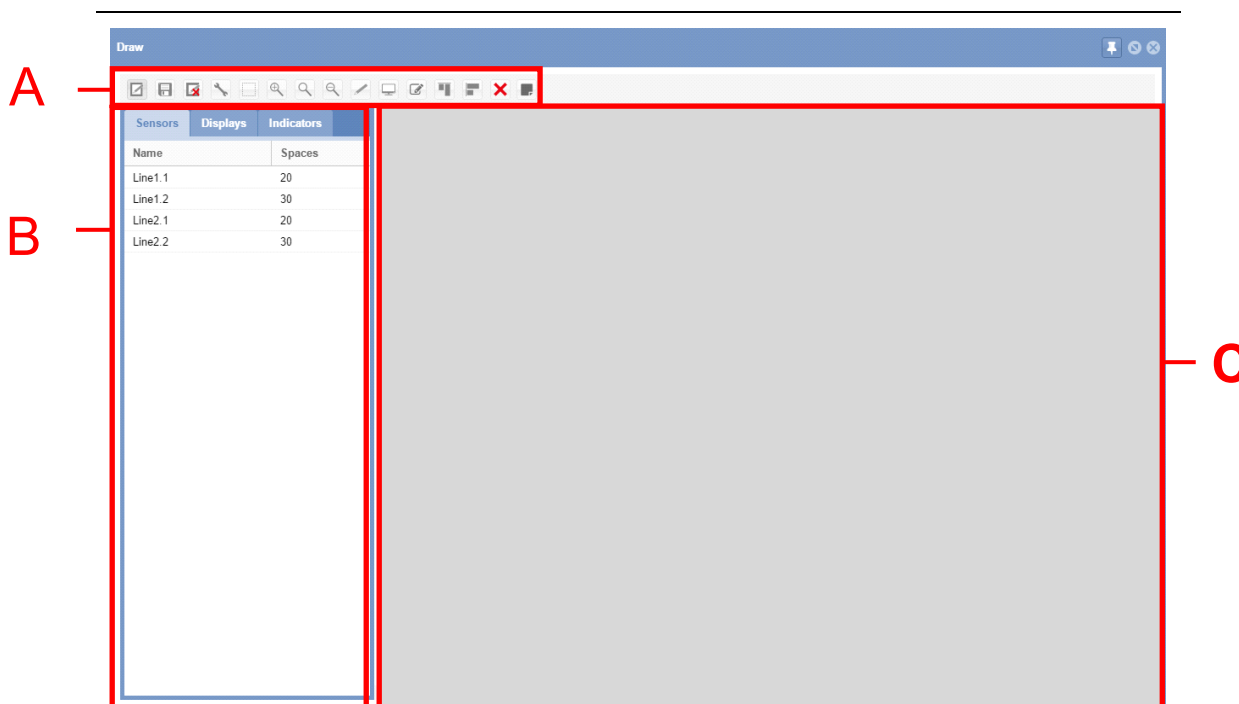 Draw
A
Sensors Displays Indicators
Name Spaces
Line1.1 20
Line1.2 30
Line2.1 20
B
Line2.2 30
C